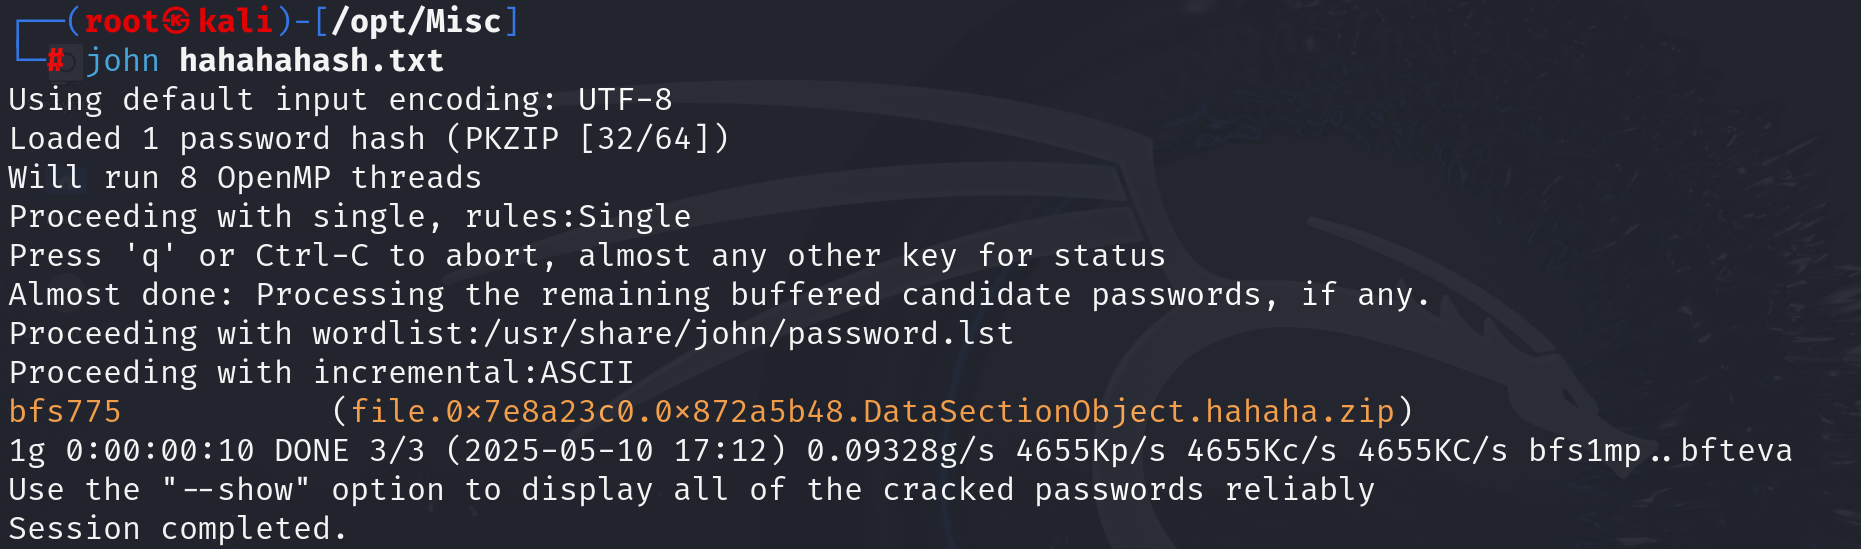 ┌──(root㉿kali)-[/opt/Misc]
└─# john hahahahash.txt
Using default input encoding: UTF-8
Loaded 1 password hash (PKZIP [32/64])
Will run 8 OpenMP threads
Proceeding with single, rules:Single
Press 'q' or Ctrl-C to abort, almost any other key for status
Almost done: Processing the remaining buffered candidate passwords, if any.
Proceeding with wordlist:/usr/share/john/password.lst
Proceeding with incremental:ASCII
bfs775           (file.0x7e8a23c0.0x872a5b48.DataSectionObject.hahaha.zip)
1g 0:00:00:10 DONE 3/3 (2025-05-10 17:12) 0.09328g/s 4655Kp/s 4655Kc/s 4655KC/s bfs1mp..bfteva
Use the "--show" option to display all of the cracked passwords reliably
Session completed.